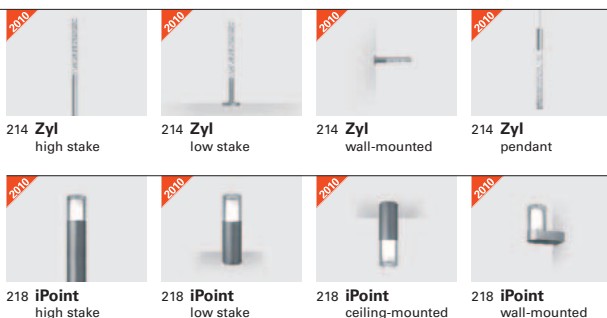 2010 2010 2010 2010
214 Zyl 214 Zyl 214 Zyl 214 Zyl
high stake low stake wall-mounted pendant
2010 2010 2010 2010
218 iPoint 218 iPoint 218 iPoint 218 iPoint
high stake low stake ceiling-mounted wall-mounted